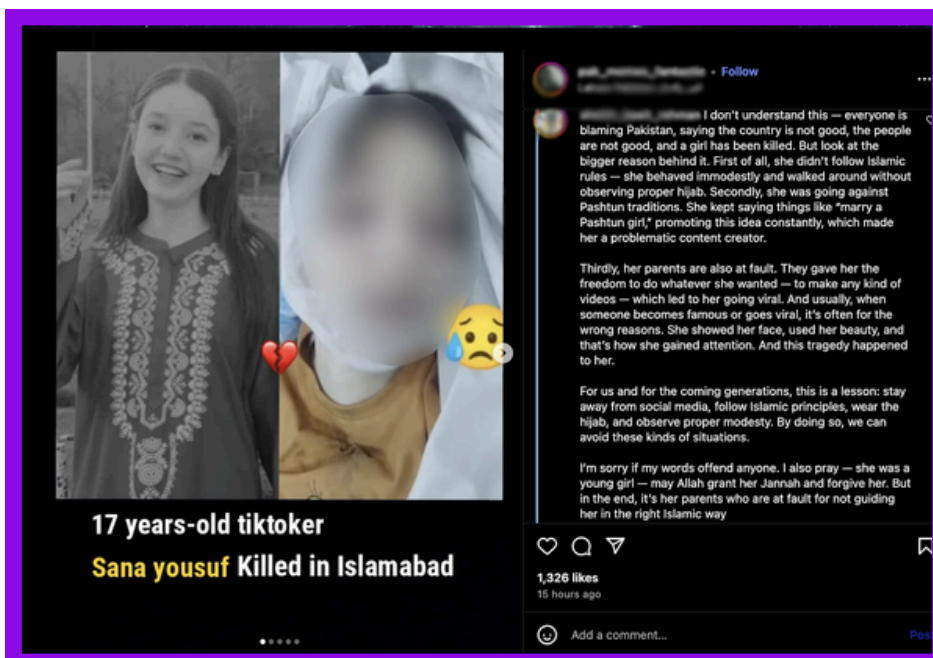 17 years-old tiktoker
Sana yousuf Killed in Islamabad
• Follow
I don't understand this — everyone is
blaming Pakistan, saying the country is not good, the people
are not good, and a girl has been killed. But look at the
bigger reason behind it. First of all, she didn't follow Islamic
rules — she behaved immodestly and walked around without
observing proper hijab. Secondly, she was going against
Pashtun traditions. She kept saying things like "marry a
Pashtun girl," promoting this idea constantly, which made
her a problematic content creator.
Thirdly, her parents are also at fault. They gave her the
freedom to do whatever she wanted — to make any kind of
videos — which led to her going viral. And usually, when
someone becomes famous or goes viral, it's often for the
wrong reasons. She showed her face, used her beauty, and
that's how she gained attention. And this tragedy happened
to her.
For us and for the coming generations, this is a lesson: stay
away from social media, follow Islamic principles, wear the
hijab, and observe proper modesty. By doing so, we can
avoid these kinds of situations.
I'm sorry if my words offend anyone. I also pray — she was a
young girl — may Allah grant her Jannah and forgive her. But
in the end, it's her parents who are at fault for not guiding
her in the right Islamic way
1,326 likes
15 hours ago
Add a comment...
Pos